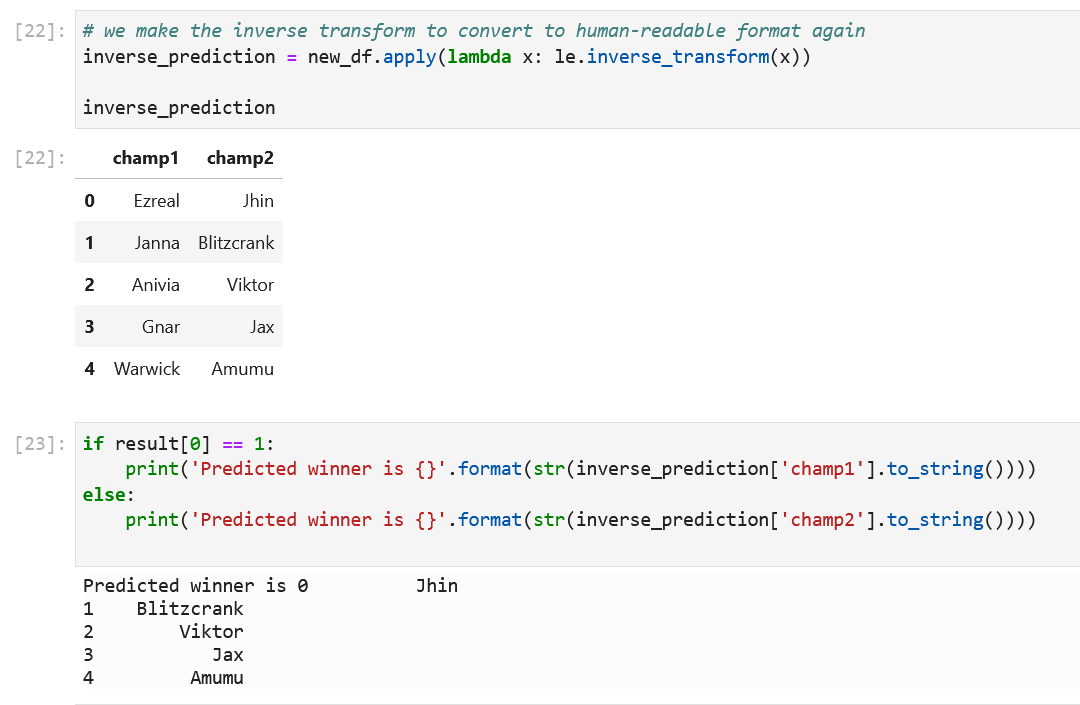 [22]: # we make the inverse transform to convert to human-readable format again
inverse_prediction = new_df.apply(lambda x: le.inverse_transform(x))
inverse_prediction
[22]: champ1 champ2
0 Ezreal Jhin
1 Janna Blitzcrank
2 Anivia Viktor
3 Gnar Jax
4 Warwick Amumu
[23]: if result[0] == 1:
print('Predicted winner is {}'.format(str(inverse_prediction['champ1'].to_string())))
else:
print('Predicted winner is {}'.format(str(inverse_prediction['champ2'].to_string())))
Predicted winner is 0 Jhin
1 Blitzcrank
2 Viktor
3 Jax
4 Amumu